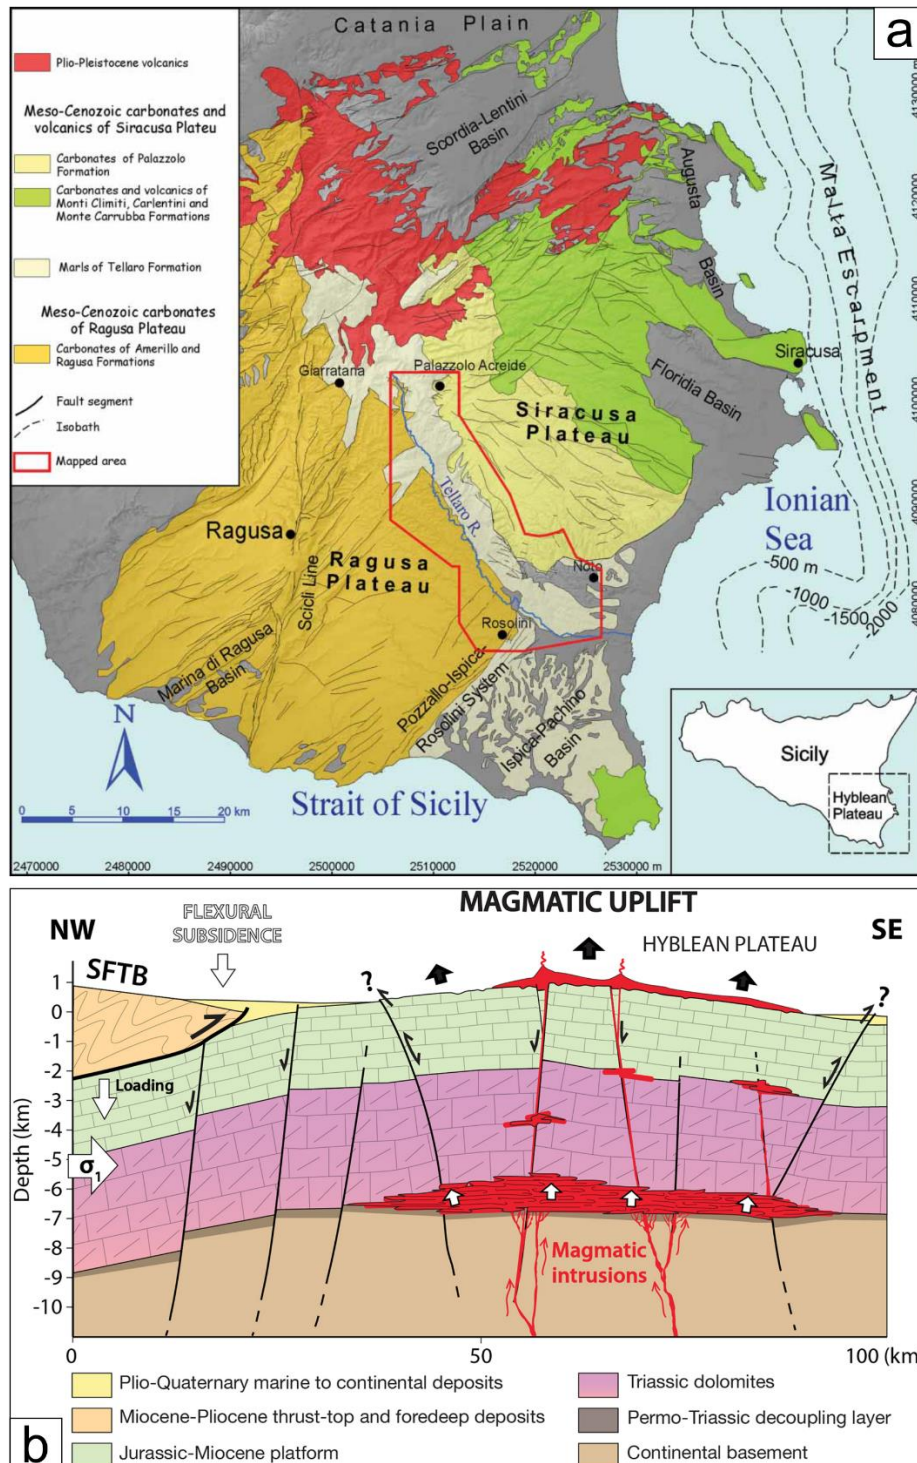 a
Catania Plain
Plio-Pleistocene volcanics
Meso-Cenozoic carbonates and
volcanics of Siracusa Plateu
Carbonates of Palazzolo
Formation
Carbonates and volcanics of
Monti Climiti, Carlentini and
Monte Carrubba Formations
Marls of Tellaro Formation
Meso-Cenozoic carbonates
of Ragusa Plateau
Carbonates of Amerillo and
Ragusa Formations
Fault segment
Isobath
Mapped area
Scordia-Lentini
Basin
Augusta
Basin
Malta Escarpment
Siracusa
Floridia Basin
Giarratana
Palazzolo Acreide
Siracusa
Plateau
Tellaro R.
Ionian
Sea
Ragusa
Ragusa
Plateau
Scicli Line
Noto
-500 m
1000
-1500
-2000
Rosolini
Marina di Ragusa
Basin
Pozzallo-Ispica-
Rosolini System
Ispica-Pachino
Basin
N
0 5 10 15 20 km
Strait of Sicily
Sicily
Hyblean
Plateau
2470000 2480000 2490000 2500000 2510000 2520000 2530000 m
MAGMATIC UPLIFT
NW
FLEXURAL
SUBSIDENCE
HYBLEAN PLATEAU
SE
SFTB
?
?
1
0
-1
-2
-3
-4
-5
-6
-7
-8
-9
-10
Depth (km)
Loading
σ1
Magmatic
intrusions
0 50 100 (km
Plio-Quaternary marine to continental deposits
Miocene-Pliocene thrust-top and foredeep deposits
Jurassic-Miocene platform
Triassic dolomites
Permo-Triassic decoupling layer
Continental basement
b